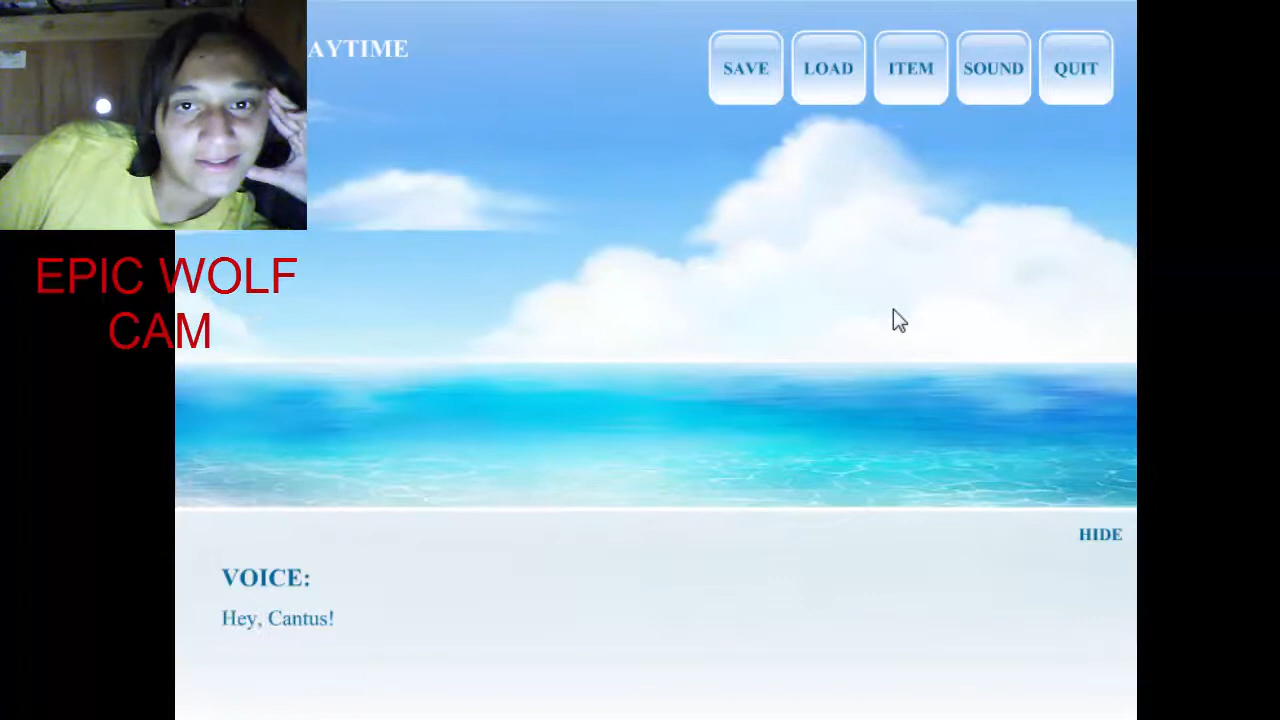 AYTIME
SAVE
LOAD
ITEM
SOUND
QUIT
EPIC WOLF
CAM
HIDE
VOICE:
Hey, Cantus!